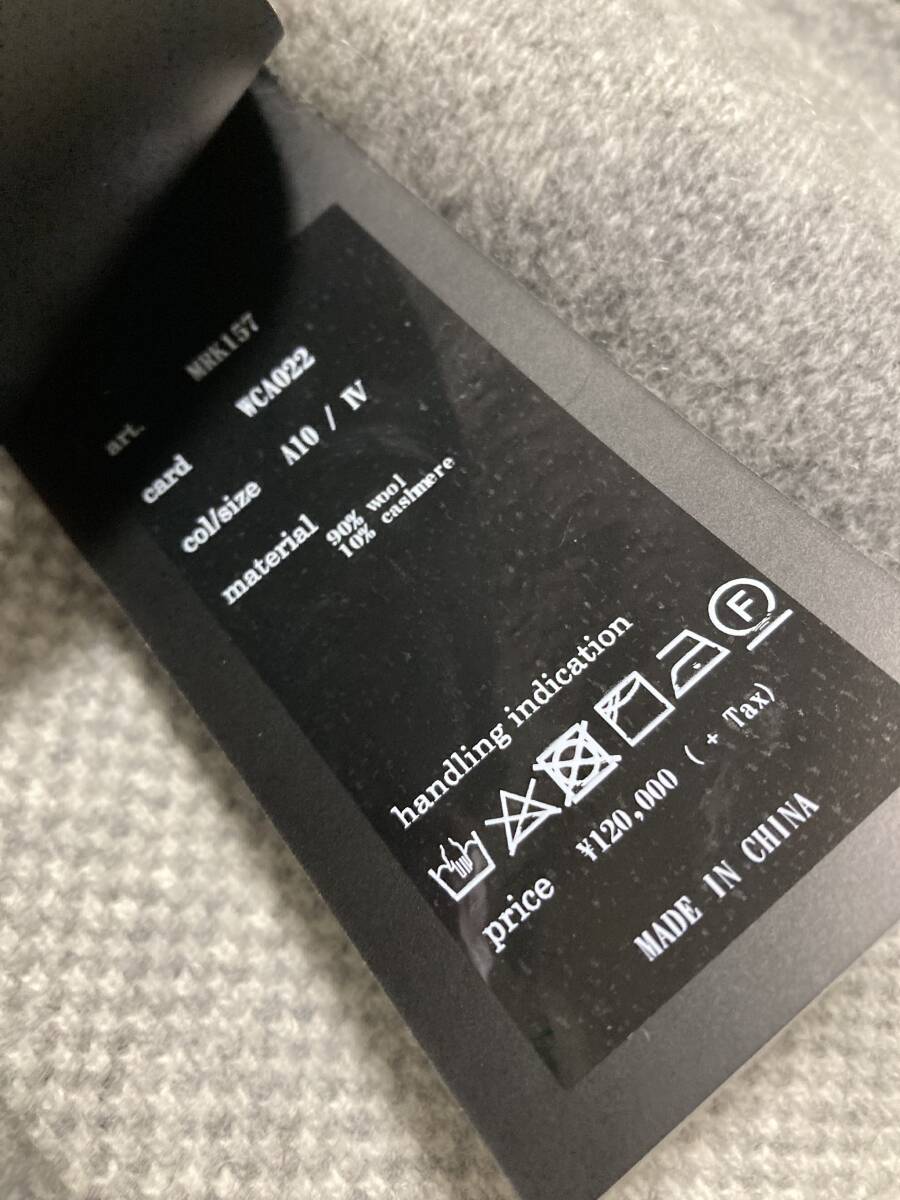 art. MRK157
card WCA022
col/size A10 / Ⅳ
material 90% wool
10% cashmere
handling indication
F
price ¥120,000 ( + Tax)
MADE IN CHINA